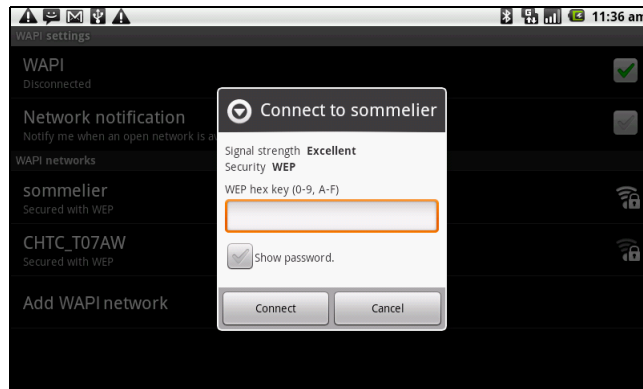 11:36 am
WAPI settings
WAPI
Disconnected
Network notification
Notify me when an open network is av
WAPI networks
sommelier
Secured with WEP
CHTC_T07AW
Secured with WEP
Add WAPI network
Connect to sommelier
Signal strength Excellent
Security WEP
WEP hex key (0-9, A-F)
Show password.
Connect
Cancel